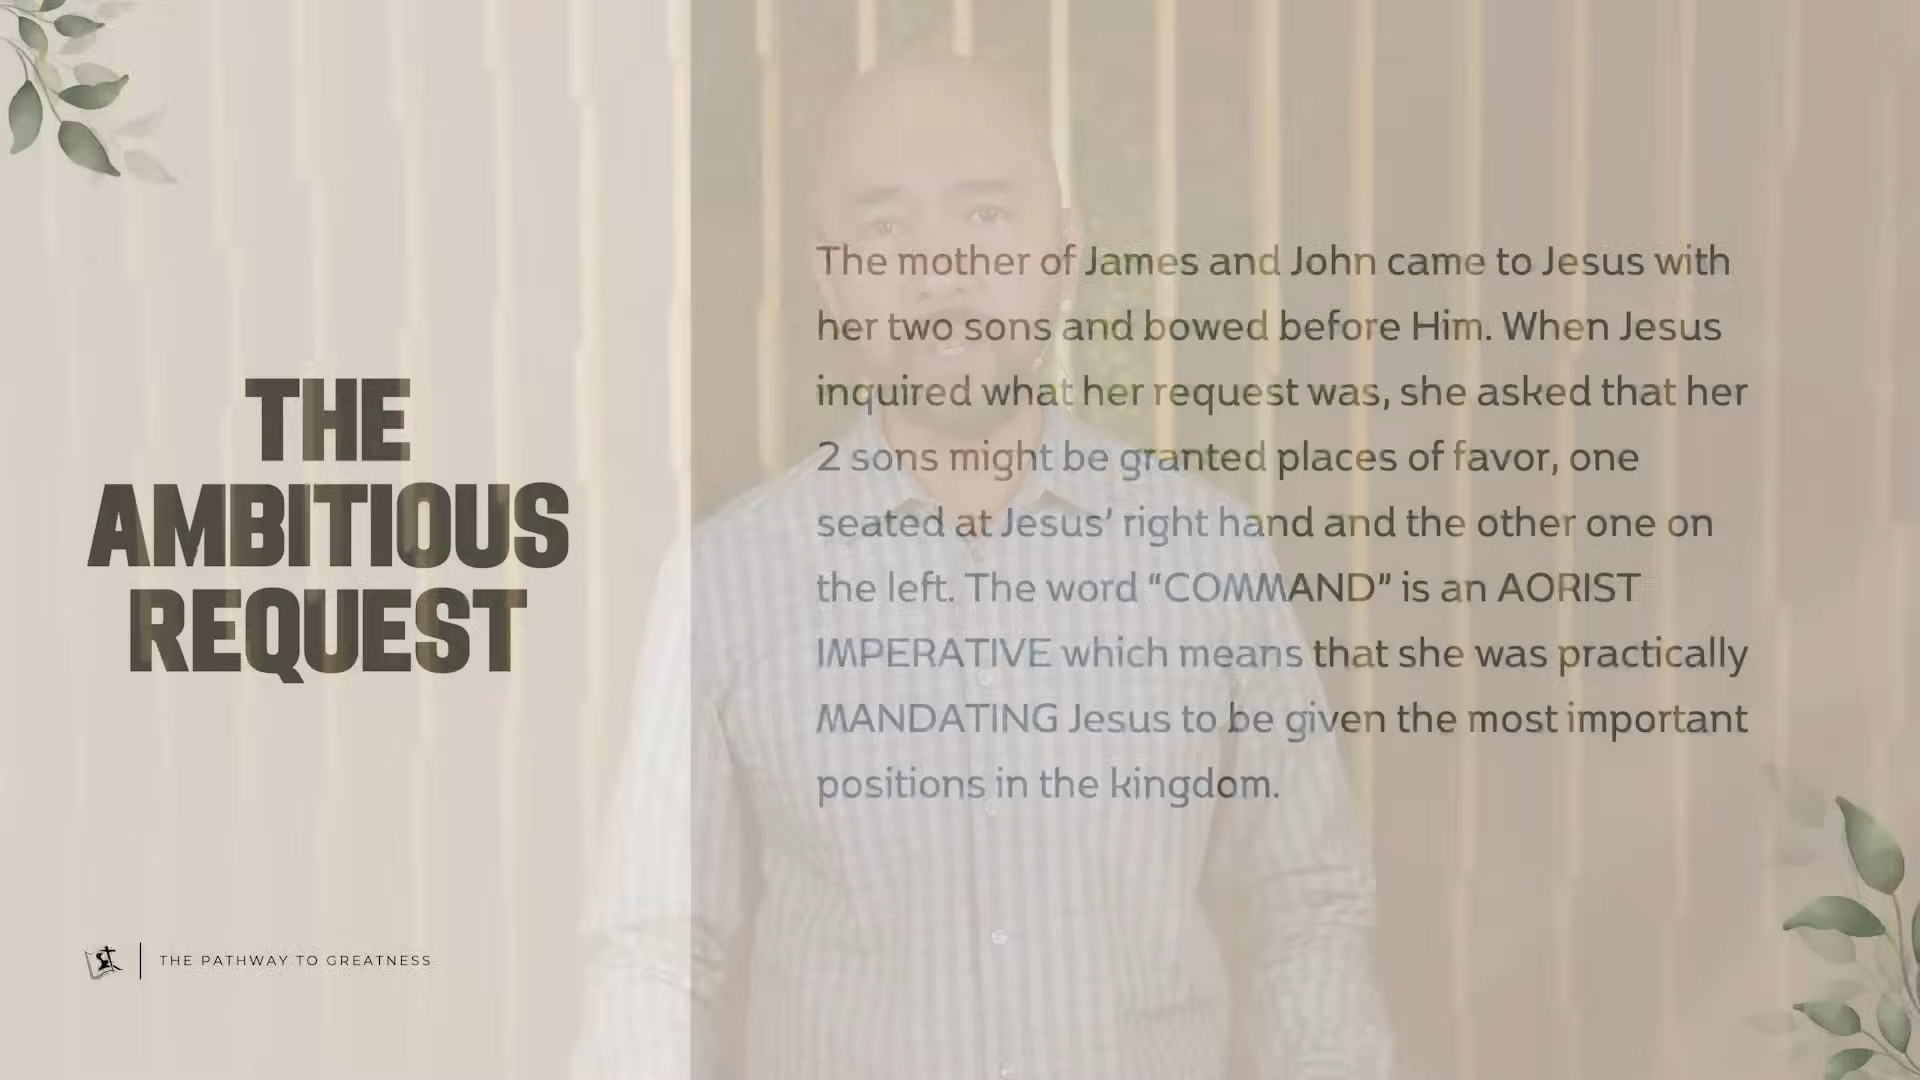 THE
AMBITIOUS
REQUEST
The mother of James and John came to Jesus with
her two sons and bowed before Him. When Jesus
inquired what her request was, she asked that her
2 sons might be granted places of favor, one
seated at Jesus’ right hand and the other one on
the left. The word “COMMAND” is an AORIST
IMPERATIVE which means that she was practically
MANDATING Jesus to be given the most important
positions in the kingdom.
THE PATHWAY TO GREATNESS